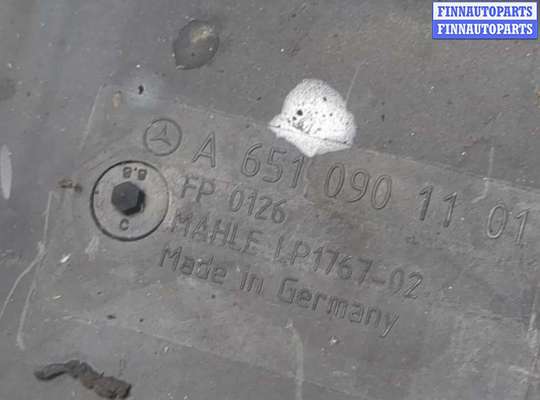 FINNAUTOPARTS
FINNAUTOPARTS
A 651 090 11 01
8.8
FP 0126
C
MAHLE LP1767-02
Made in Germany